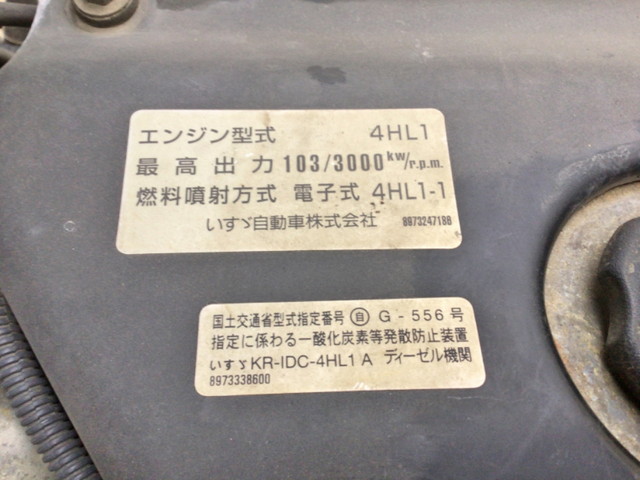 エンジン型式 4HL1
最高出力 103/3000 kw/r.p.m.
燃料噴射方式 電子式 4HL1-1
いすゞ自動車株式会社 8973247180
国土交通省型式指定番号 自 G-556号
指定に係わる一酸化炭素等発散防止装置
いすゞKR-IDC-4HL1A ディーゼル機関
8973338600